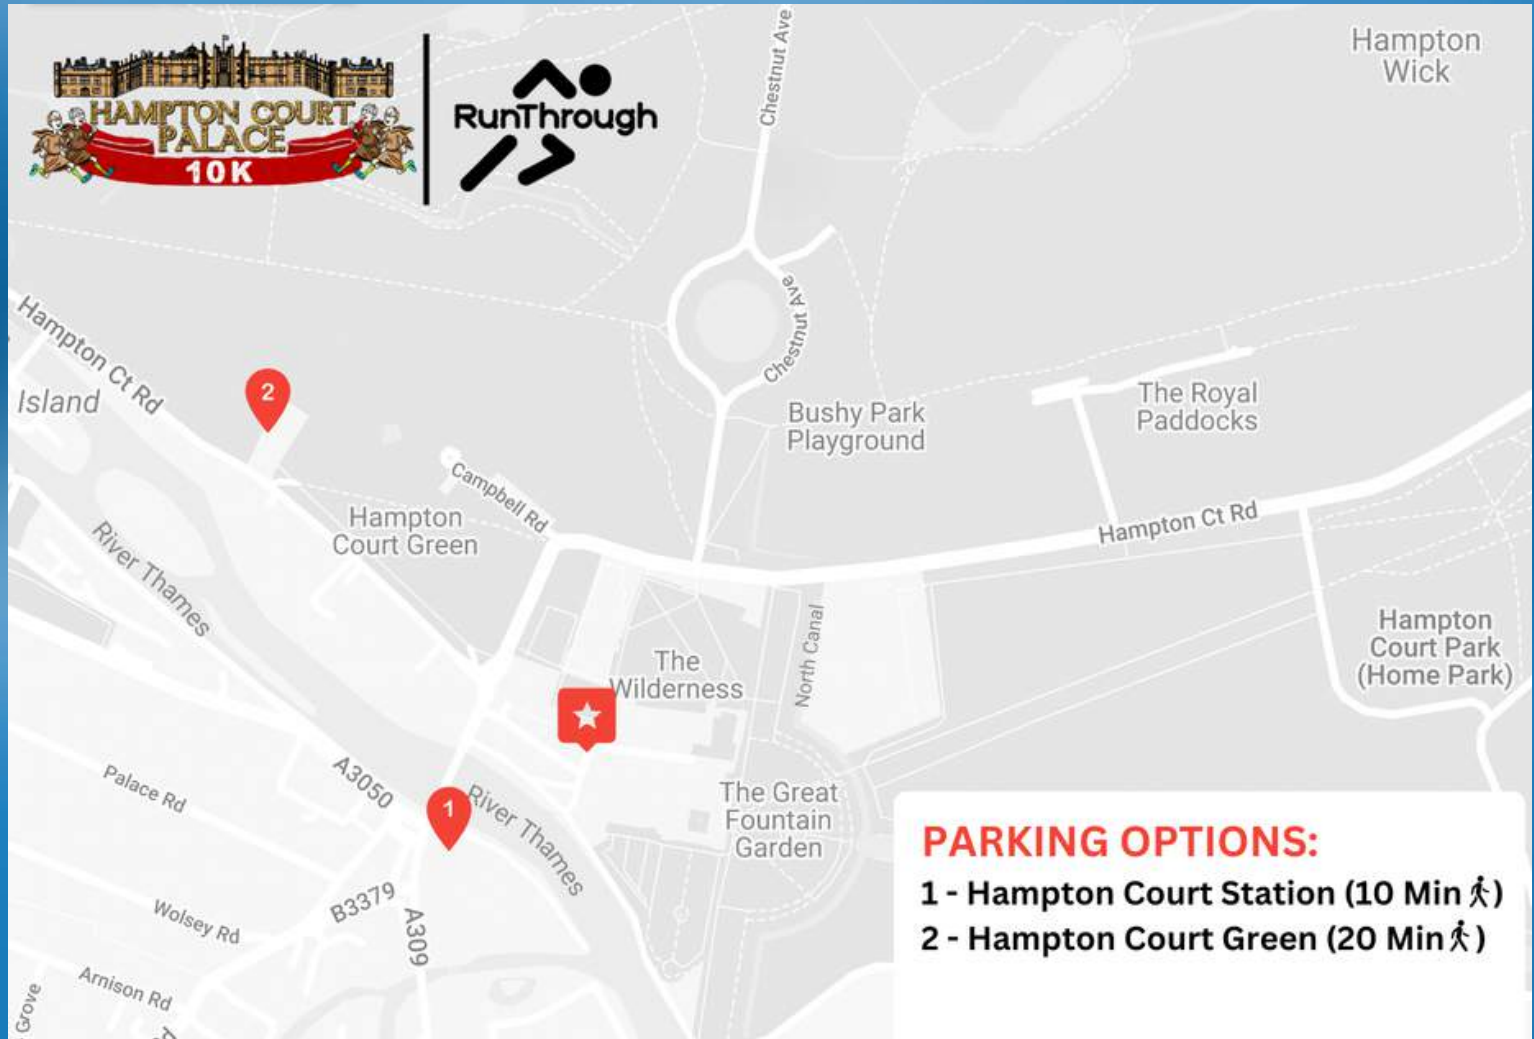 HAMPTON COURT
PALACE
10K
RunThrough
Chestnut Ave
Hampton
Wick
Hampton Ct Rd
Island
2
Chestnut Ave
Bushy Park
Playground
The Royal
Paddocks
Campbell Rd
Hampton
Court Green
Hampton Ct Rd
River Thames
The
Wilderness
North Canal
Hampton
Court Park
(Home Park)
Palace Rd
A3050
1
River Thames
The Great
Fountain
Garden
B3379
A309
Wolsey Rd
Arnison Rd
Grove
PARKING OPTIONS:
1 - Hampton Court Station (10 Min)
2 - Hampton Court Green (20 Min)